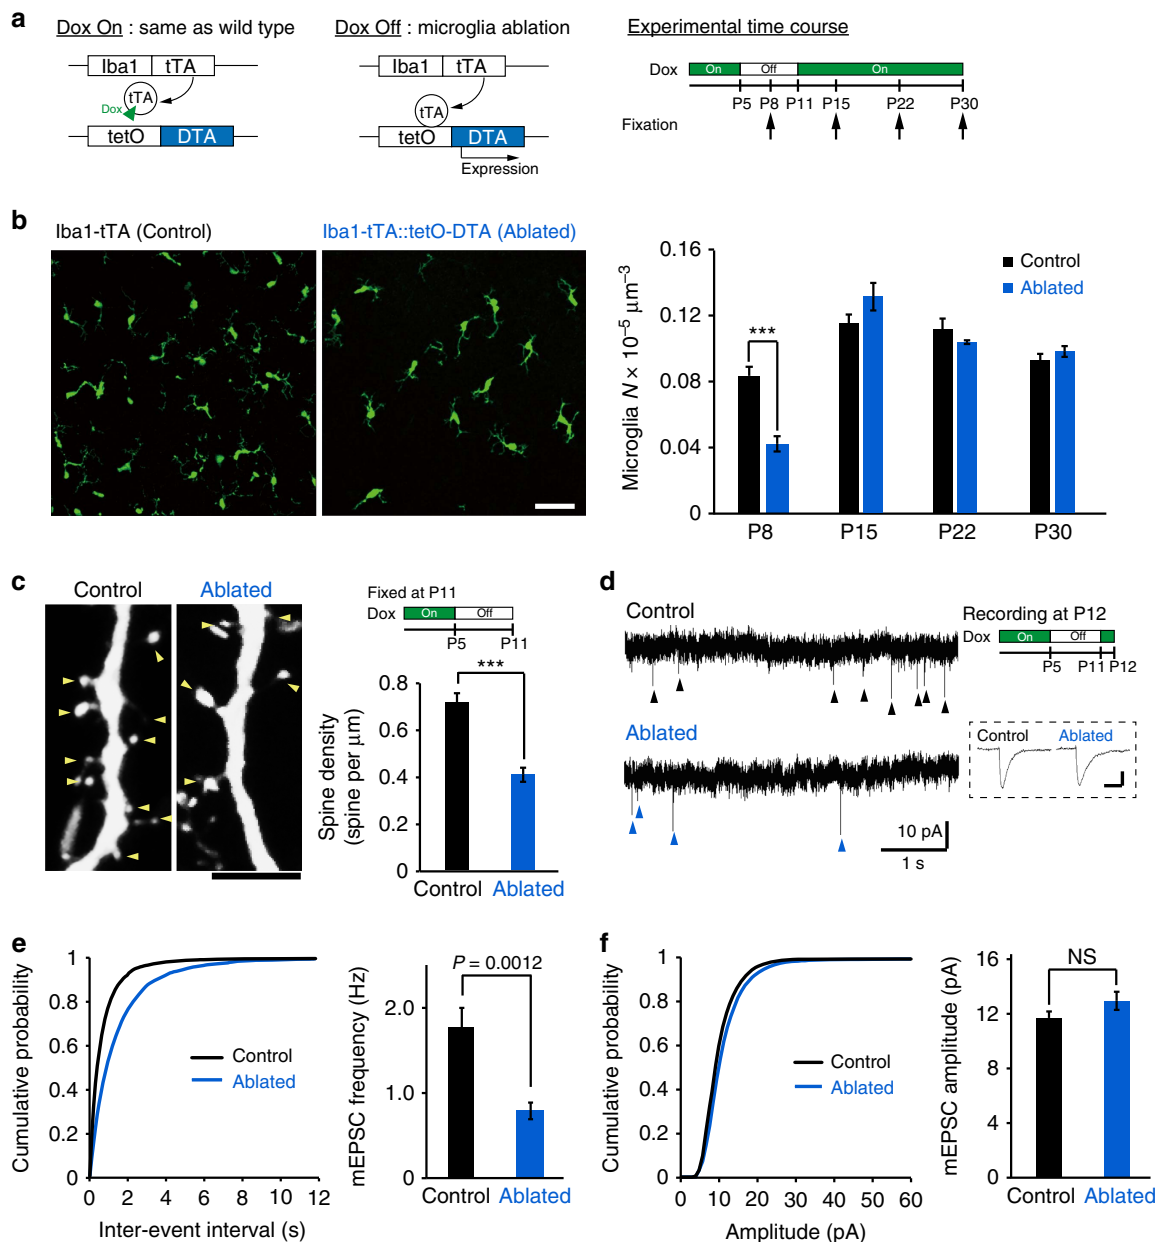 a
Dox On : same as wild type
Iba1 tTA
tTA
Dox
tetO DTA
Dox Off : microglia ablation
Iba1 tTA
tTA
tetO DTA
Expression
Experimental time course
Dox On Off On
P5 P8 P11 P15 P22 P30
Fixation
b
Iba1-tTA (Control)
Iba1-tTA::tetO-DTA (Ablated)
Microglia N × 10⁻⁵ μm⁻³
0.16
0.12
0.08
0.04
0
***
Control
Ablated
P8 P15 P22 P30
c
Control Ablated
Fixed at P11
Dox On Off
P5 P11
Spine density
(spine per μm)
0.8
0.6
0.4
0.2
0
***
Control Ablated
d
Control
Ablated
10 pA
1 s
Recording at P12
Dox On Off
P5 P11 P12
Control Ablated
e
Cumulative probability
1
0.8
0.6
0.4
0.2
0
Control
Ablated
0 2 4 6 8 10 12
Inter-event interval (s)
mEPSC frequency (Hz)
2.0
1.0
0
P = 0.0012
Control Ablated
f
Cumulative probability
1
0.8
0.6
0.4
0.2
0
Control
Ablated
0 10 20 30 40 50 60
Amplitude (pA)
mEPSC amplitude (pA)
16
12
8
4
0
NS
Control Ablated